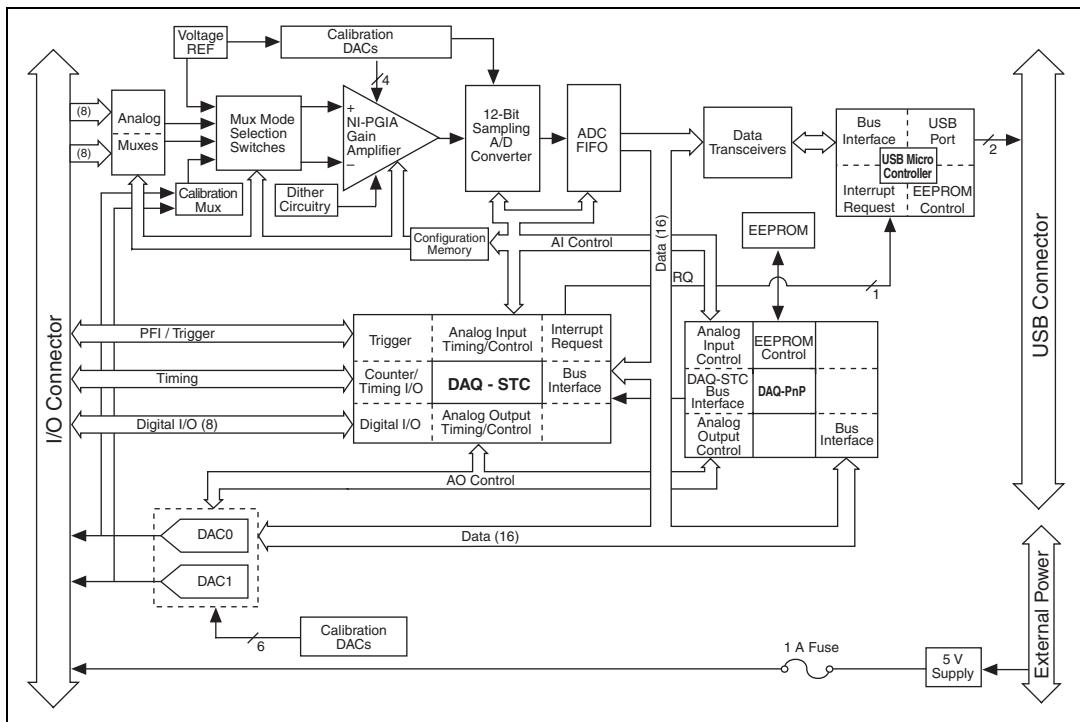 Voltage
REF
Calibration
DACs
4
(8)
(8)
Analog
Muxes
Mux Mode
Selection
Switches
+
NI-PGIA
Gain
Amplifier
–
12-Bit
Sampling
A/D
Converter
ADC
FIFO
Data
Transceivers
Bus
Interface
USB
Port
USB Micro
Controller
Interrupt
Request
EEPROM
Control
2
Calibration
Mux
Dither
Circuitry
Configuration
Memory
AI Control
Data (16)
EEPROM
IRQ
1
I/O Connector
USB Connector
PFI / Trigger
Timing
Digital I/O (8)
Trigger
Analog Input
Timing/Control
Interrupt
Request
Counter/
Timing I/O
DAQ - STC
Bus
Interface
Digital I/O
Analog Output
Timing/Control
Analog
Input
Control
EEPROM
Control
DAQ-STC
Bus
Interface
DAQ-PnP
Analog
Output
Control
Bus
Interface
AO Control
DAC0
Data (16)
DAC1
6
Calibration
DACs
1 A Fuse
5 V
Supply
External Power